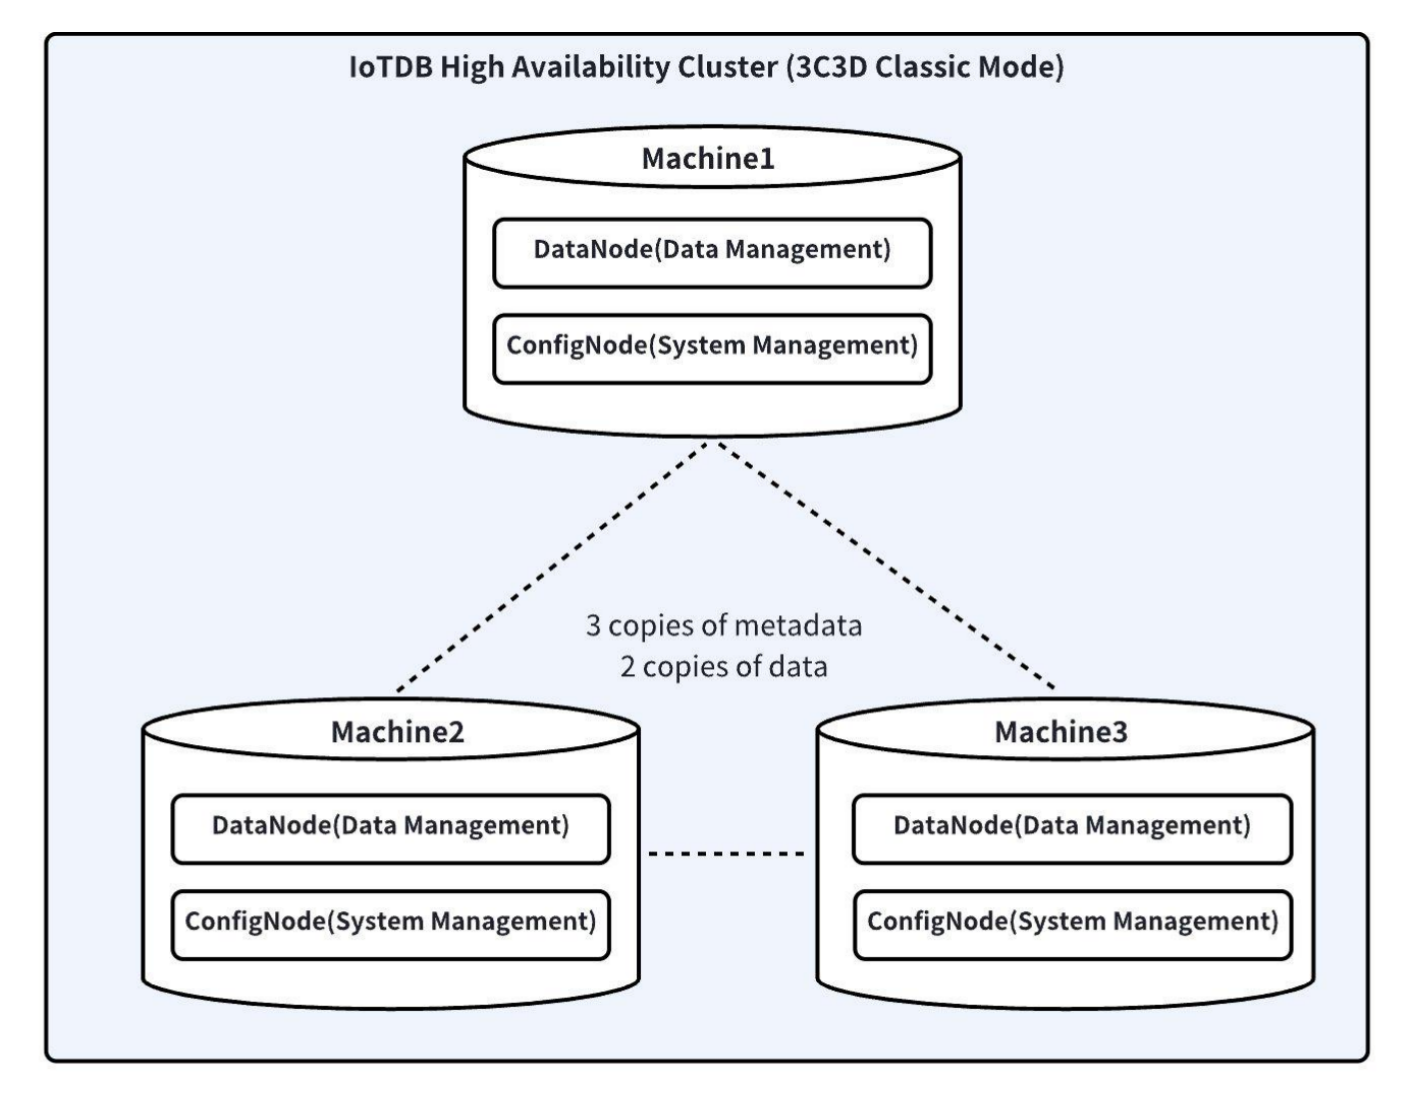 IoTDB High Availability Cluster (3C3D Classic Mode)
Machine1
DataNode(Data Management)
ConfigNode(System Management)
3 copies of metadata
2 copies of data
Machine2
DataNode(Data Management)
ConfigNode(System Management)
Machine3
DataNode(Data Management)
ConfigNode(System Management)